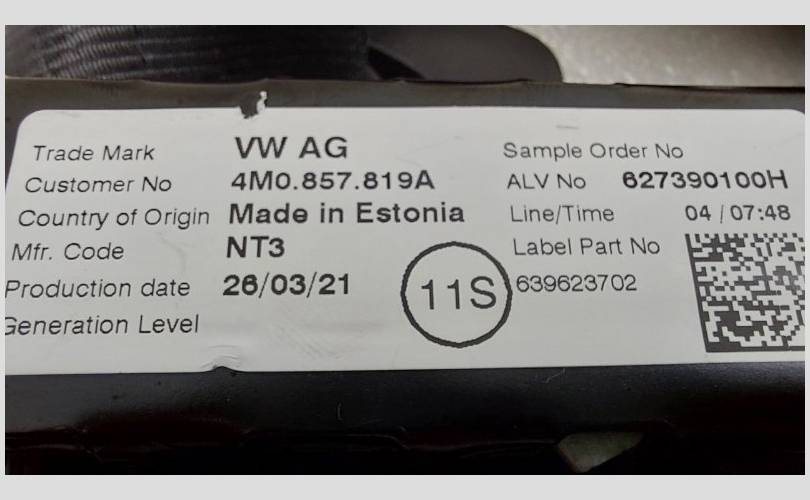 Trade Mark VW AG
Customer No 4M0.857.819A
Country of Origin Made in Estonia
Mfr. Code NT3
Production date 26/03/21
Generation Level
11S
Sample Order No
ALV No 627390100H
Line/Time 04 / 07:48
Label Part No
639623702